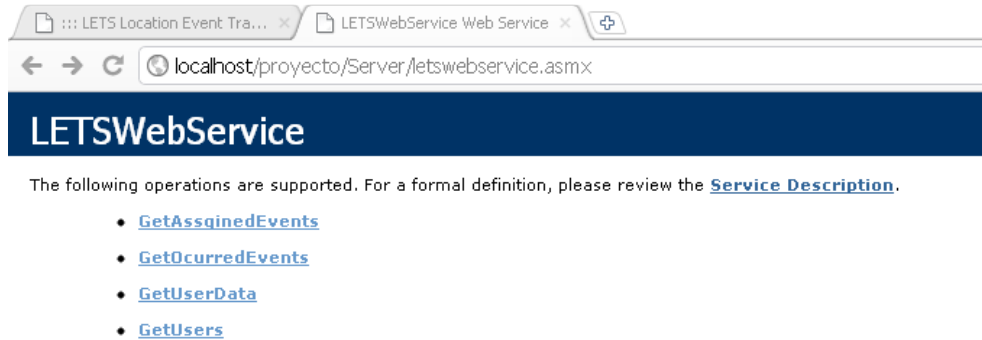 ::: LETS Location Event Tra...
LETSWebService Web Service
localhost/proyecto/Server/letswebservice.asmx
LETSWebService
The following operations are supported. For a formal definition, please review the Service Description.
GetAssqinedEvents
GetOcurredEvents
GetUserData
GetUsers